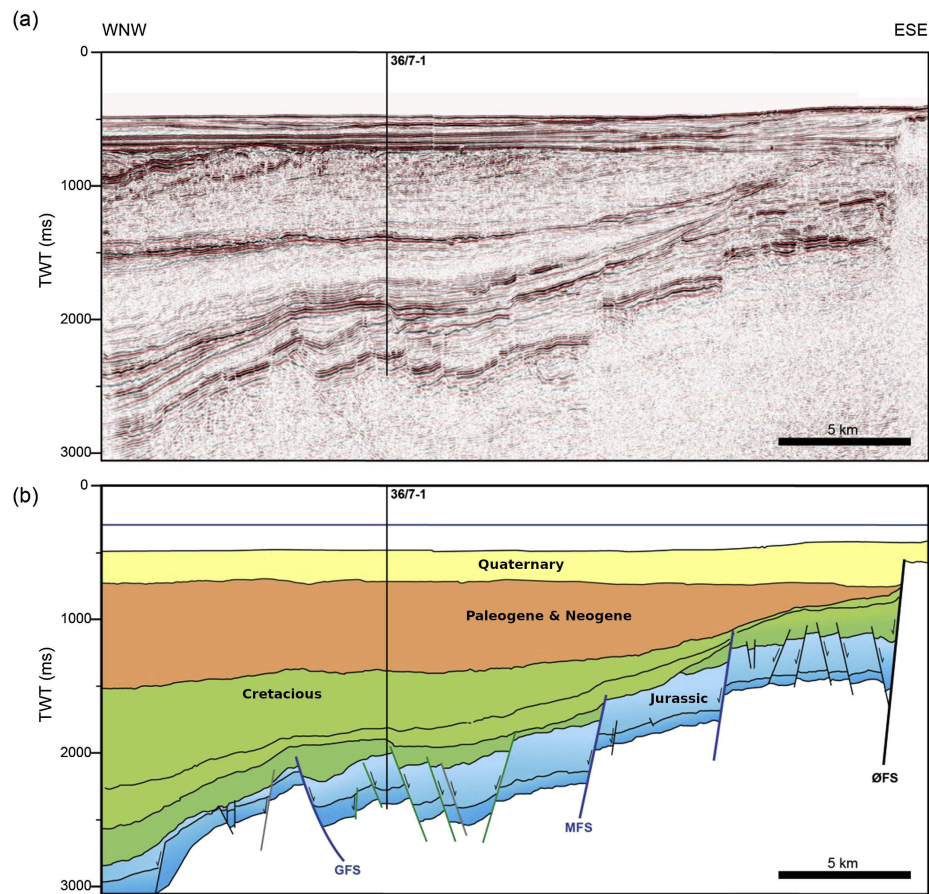 (a)
WNW
ESE
0
36/7-1
1000
TWT (ms)
2000
5 km
3000
(b)
0
36/7-1
Quaternary
1000
Paleogene & Neogene
TWT (ms)
Cretacious
Jurassic
2000
ØFS
MFS
GFS
5 km
3000